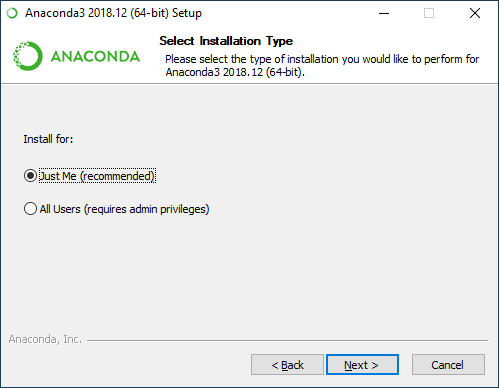 Anaconda3 2018.12 (64-bit) Setup
ANACONDA
Select Installation Type
Please select the type of installation you would like to perform for
Anaconda3 2018.12 (64-bit).
Install for:
Just Me (recommended)
All Users (requires admin privileges)
Anaconda, Inc.
< Back
Next >
Cancel